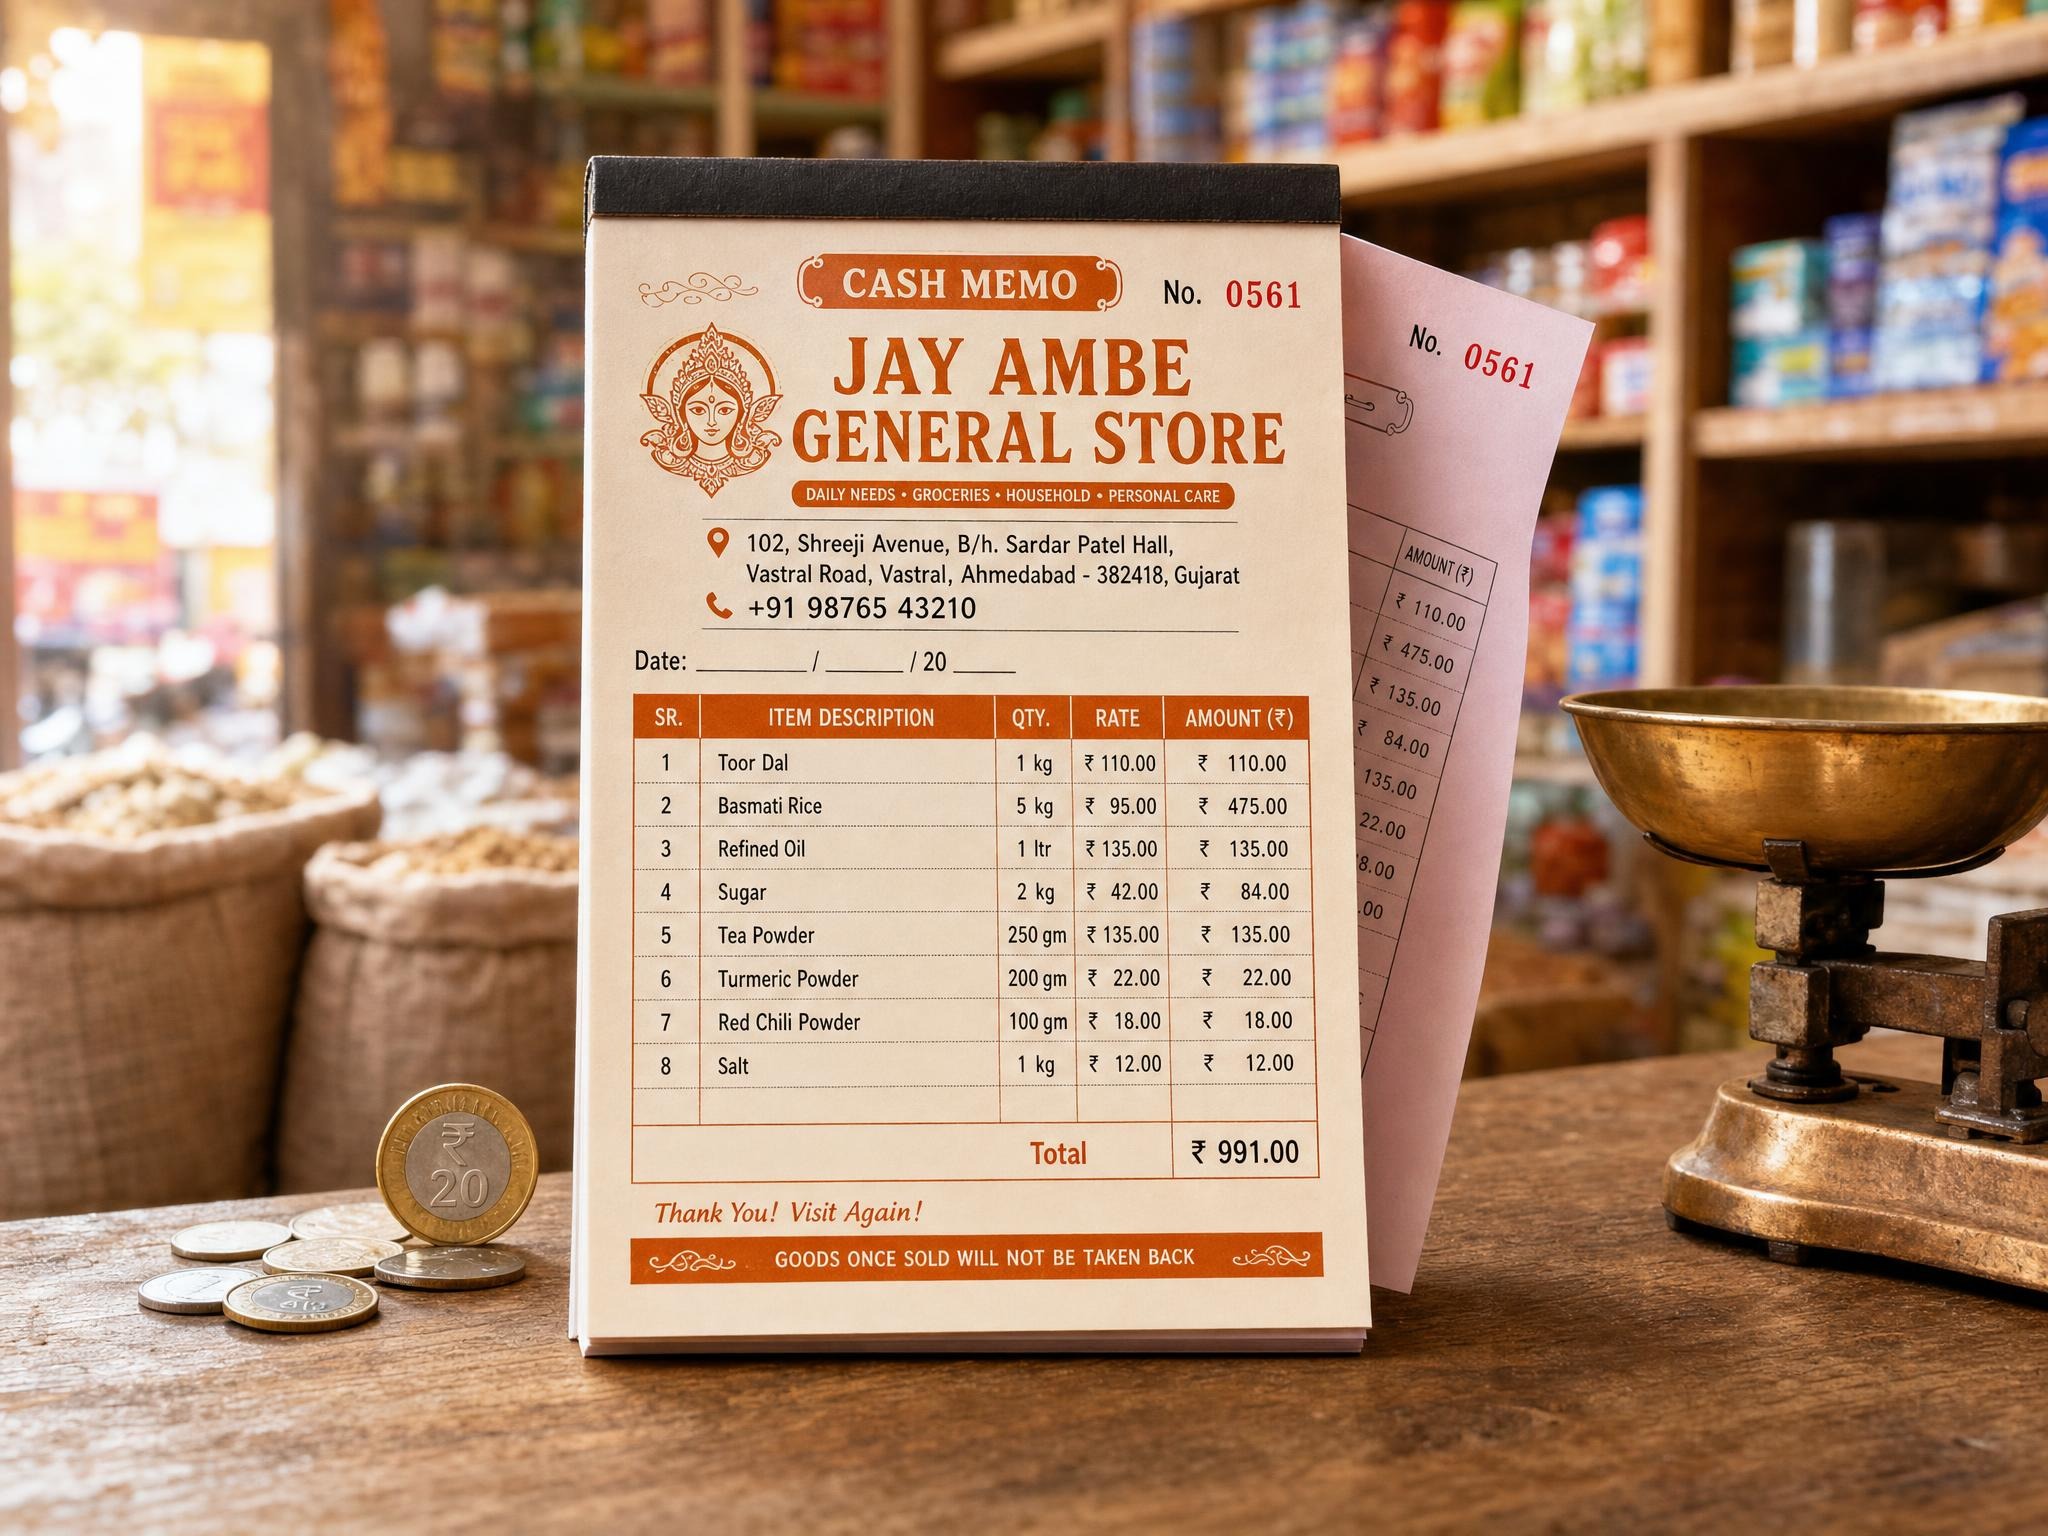 CASH MEMO
No. 0561
JAY AMBE
GENERAL STORE
DAILY NEEDS • GROCERIES • HOUSEHOLD • PERSONAL CARE
102, Shreeji Avenue, B/h. Sardar Patel Hall,
Vastral Road, Vastral, Ahmedabad - 382418, Gujarat
+91 98765 43210
Date: __________ / _______ / 20 _____
SR. ITEM DESCRIPTION QTY. RATE AMOUNT (₹)
1 Toor Dal 1 kg ₹ 110.00 ₹ 110.00
2 Basmati Rice 5 kg ₹ 95.00 ₹ 475.00
3 Refined Oil 1 ltr ₹ 135.00 ₹ 135.00
4 Sugar 2 kg ₹ 42.00 ₹ 84.00
5 Tea Powder 250 gm ₹ 135.00 ₹ 135.00
6 Turmeric Powder 200 gm ₹ 22.00 ₹ 22.00
7 Red Chili Powder 100 gm ₹ 18.00 ₹ 18.00
8 Salt 1 kg ₹ 12.00 ₹ 12.00
Total ₹ 991.00
Thank You! Visit Again!
GOODS ONCE SOLD WILL NOT BE TAKEN BACK
No. 0561
AMOUNT (₹)
₹ 110.00
₹ 475.00
₹ 135.00
₹ 84.00
135.00
22.00
8.00
.00
₹
20